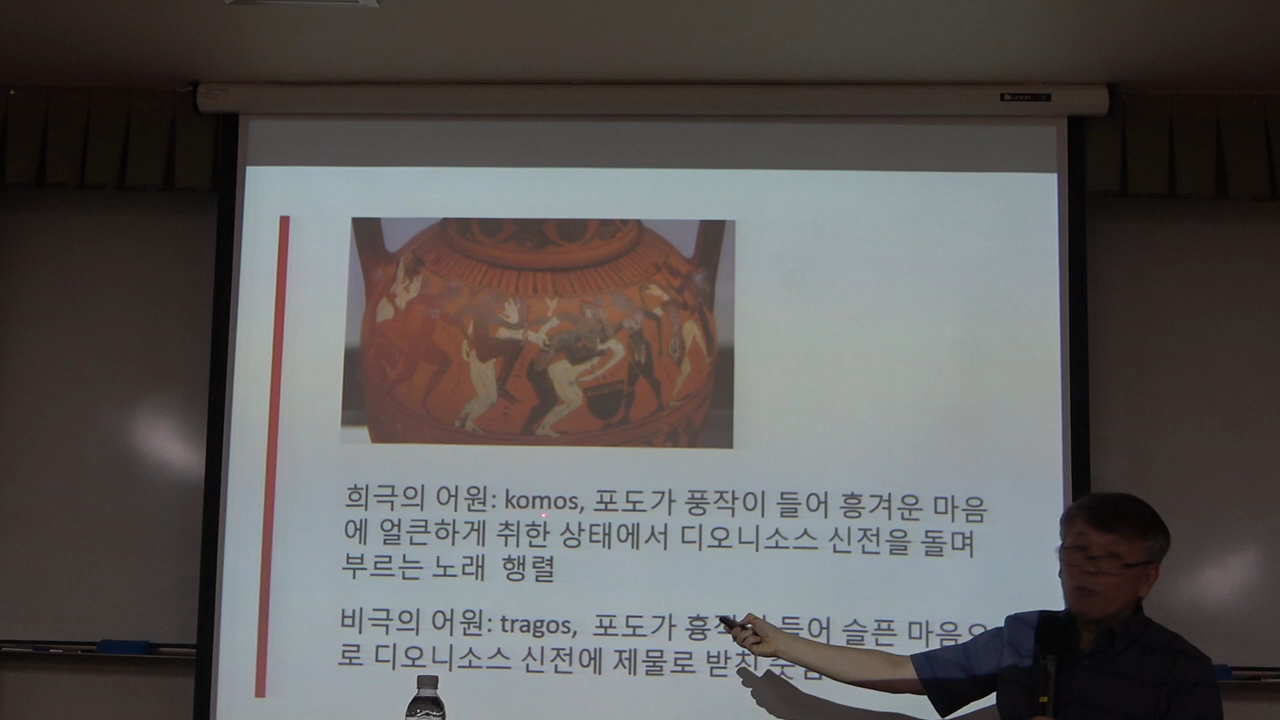 희극의 어원: komos, 포도가 풍작이 들어 흥겨운 마음
에 얼큰하게 취한 상태에서 디오니소스 신전을 돌며
부르는 노래 행렬
비극의 어원: tragos, 포도가 들어 슬픈 마음으
로 디오니소스 신전에 제물로 받친